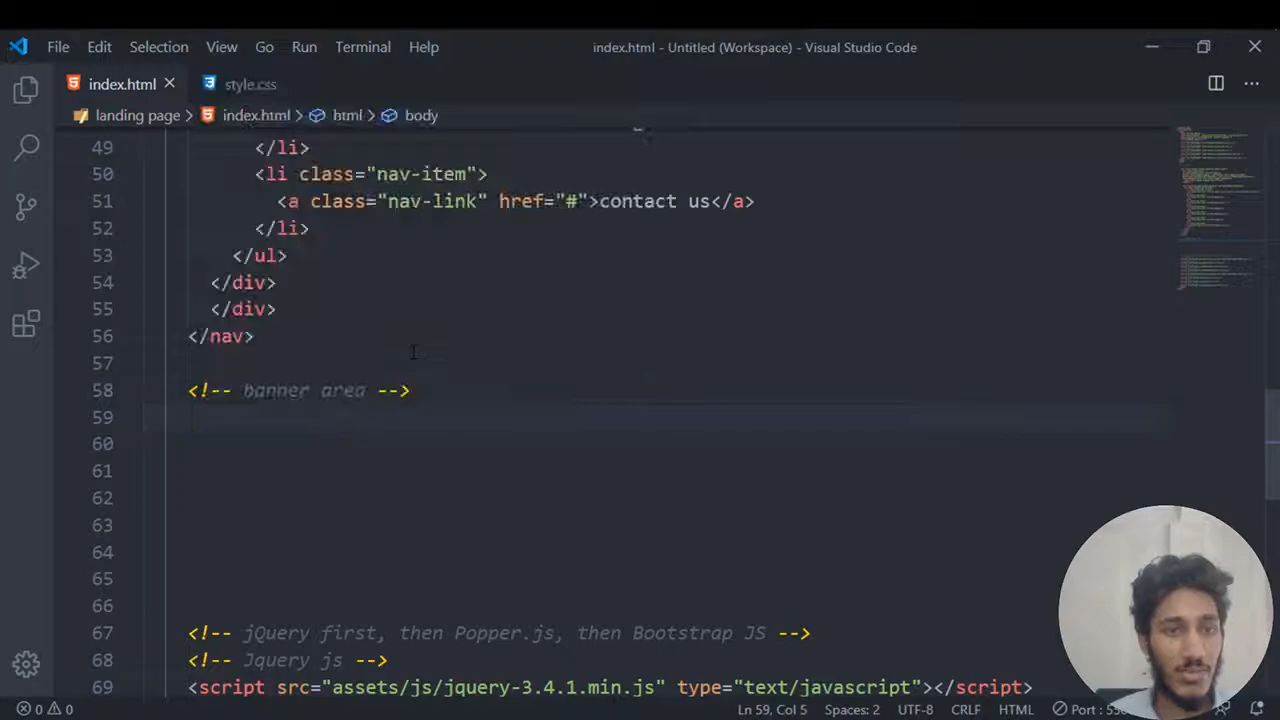 File Edit Selection View Go Run Terminal Help index.html - Untitled (Workspace) - Visual Studio Code
index.html style.css
landing page > index.html > html > body
49 </li>
50 <li class="nav-item">
51 <a class="nav-link" href="#">contact us</a>
52 </li>
53 </ul>
54 </div>
55 </div>
56 </nav>
57
58 <!-- banner area -->
59
60
61
62
63
64
65
66
67 <!-- jQuery first, then Popper.js, then Bootstrap JS -->
68 <!-- Jquery js -->
69 <script src="assets/js/jquery-3.4.1.min.js" type="text/javascript"></script>
0 0 Ln 59, Col 5 Spaces: 2 UTF-8 CRLF HTML Port :